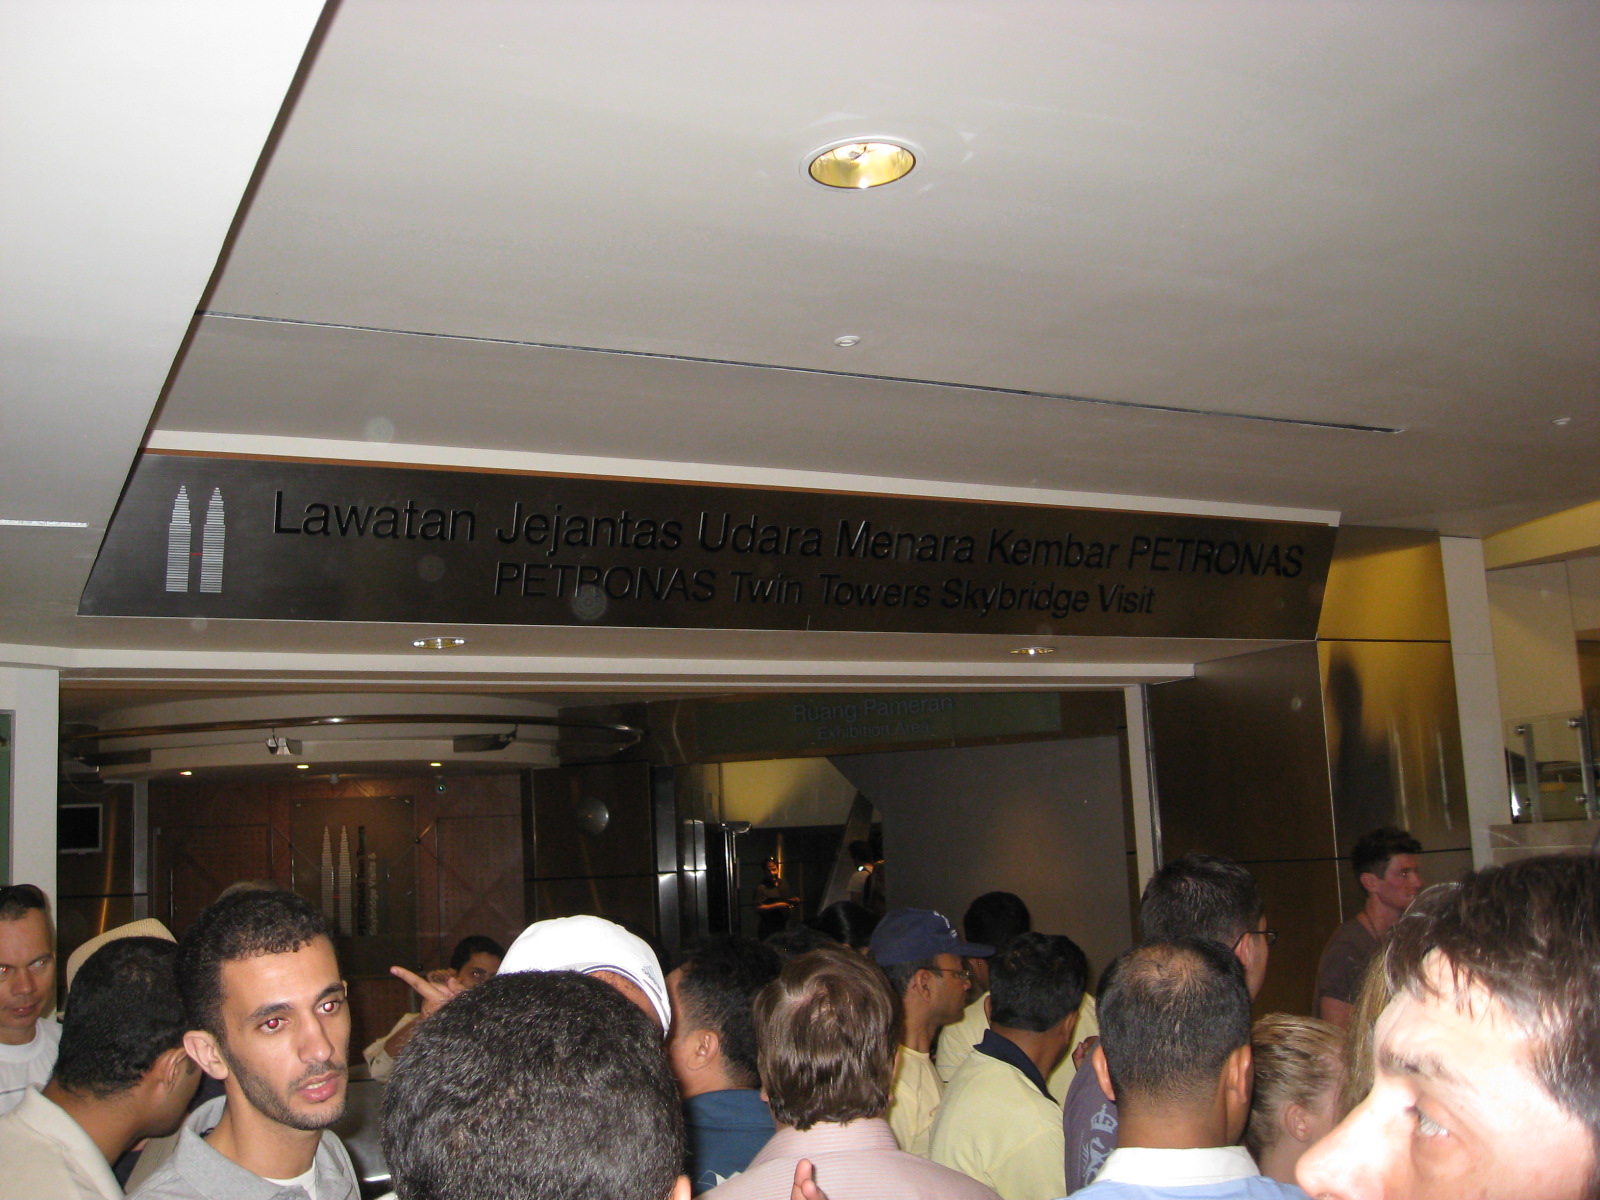 Lawatan Jejantas Udara Menara Kembar PETRONAS
PETRONAS Twin Towers Skybridge Visit
Ruang Pameran
Exhibition Area